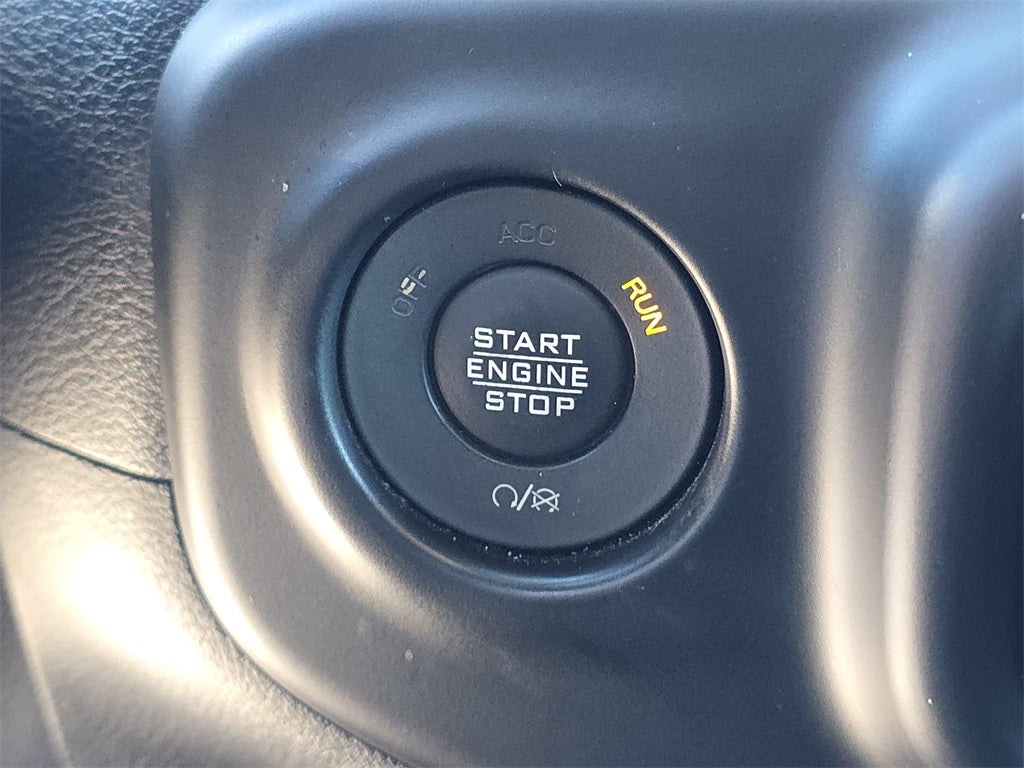 ACC
OFF
RUN
START
ENGINE
STOP